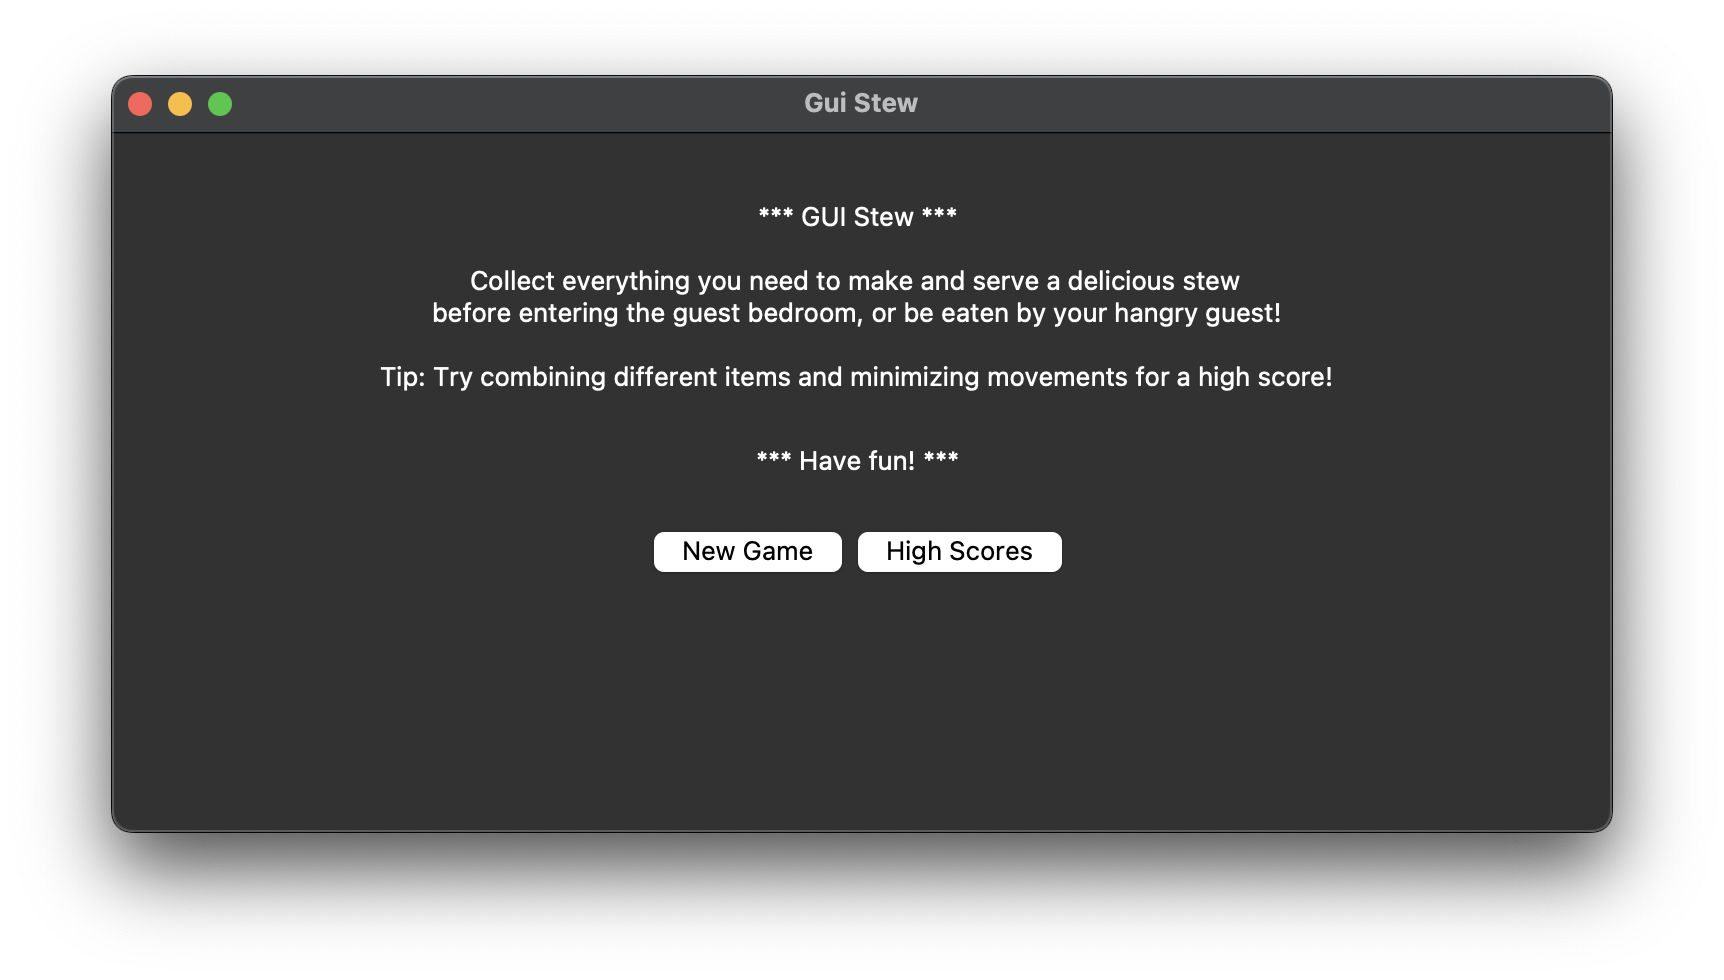 Gui Stew
*** GUI Stew ***
Collect everything you need to make and serve a delicious stew
before entering the guest bedroom, or be eaten by your hangry guest!
Tip: Try combining different items and minimizing movements for a high score!
*** Have fun! ***
New Game High Scores